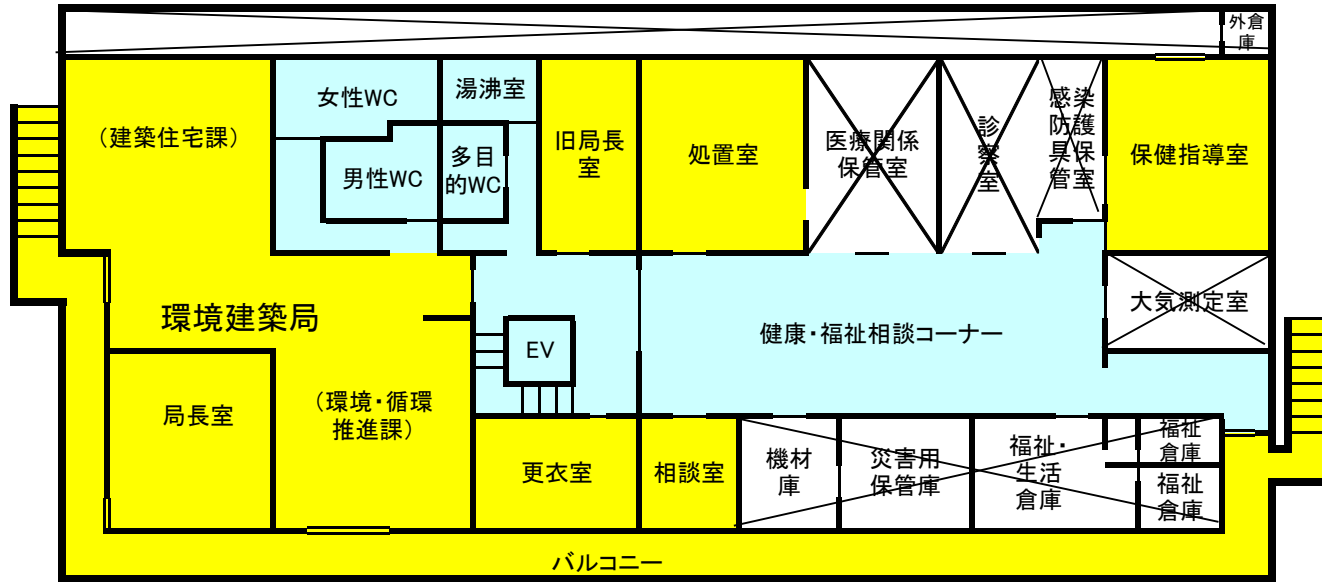 外倉
庫
女性WC
湯沸室
(建築住宅課)
男性WC
多目
的WC
旧局長
室
処置室
医療関係
保管室
診
察
室
感染
防護
具保
管室
保健指導室
環境建築局
EV
健康・福祉相談コーナー
大気測定室
局長室
(環境・循環
推進課)
更衣室
相談室
機材
庫
災害用
保管庫
福祉・
生活
倉庫
福祉
倉庫
福祉
倉庫
バルコニー